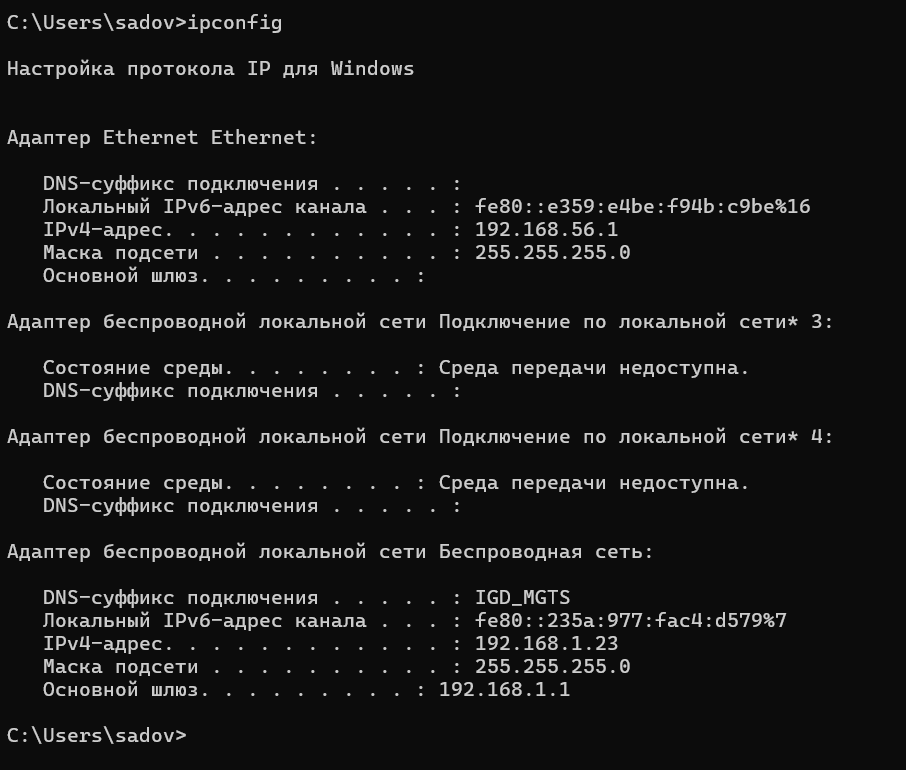 C:\Users\sadov>ipconfig
Настройка протокола IP для Windows
Адаптер Ethernet Ethernet:
DNS-суффикс подключения . . . . . :
Локальный IPv6-адрес канала . . . : fe80::e359:e4be:f94b:c9be%16
IPv4-адрес. . . . . . . . . . . . : 192.168.56.1
Маска подсети . . . . . . . . . . : 255.255.255.0
Основной шлюз. . . . . . . . . :
Адаптер беспроводной локальной сети Подключение по локальной сети* 3:
Состояние среды. . . . . . . . : Среда передачи недоступна.
DNS-суффикс подключения . . . . . :
Адаптер беспроводной локальной сети Подключение по локальной сети* 4:
Состояние среды. . . . . . . . : Среда передачи недоступна.
DNS-суффикс подключения . . . . . :
Адаптер беспроводной локальной сети Беспроводная сеть:
DNS-суффикс подключения . . . . . : IGD_MGTS
Локальный IPv6-адрес канала . . . : fe80::235a:977:fac4:d579%7
IPv4-адрес. . . . . . . . . . . . : 192.168.1.23
Маска подсети . . . . . . . . . . : 255.255.255.0
Основной шлюз. . . . . . . . . : 192.168.1.1
C:\Users\sadov>